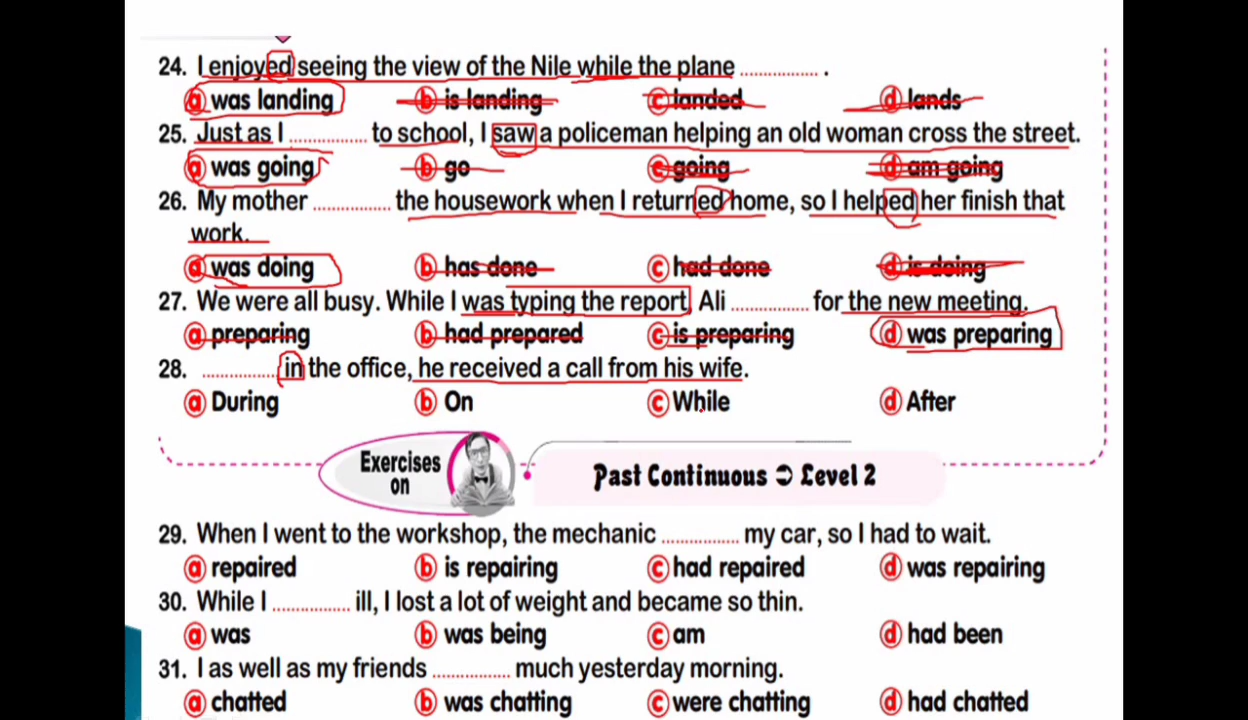 24. I enjoyed seeing the view of the Nile while the plane ................ .
a was landing b is landing c landed d lands
25. Just as I ................ to school, I saw a policeman helping an old woman cross the street.
a was going b go c going d am going
26. My mother ................ the housework when I returned home, so I helped her finish that
work.
a was doing b has done c had done d is doing
27. We were all busy. While I was typing the report, Ali ................ for the new meeting.
a preparing b had prepared c is preparing d was preparing
28. ................ in the office, he received a call from his wife.
a During b On c While d After
Exercises
on
Past Continuous ⊃ Level 2
29. When I went to the workshop, the mechanic ................ my car, so I had to wait.
a repaired b is repairing c had repaired d was repairing
30. While I ................ ill, I lost a lot of weight and became so thin.
a was b was being c am d had been
31. I as well as my friends ................ much yesterday morning.
a chatted b was chatting c were chatting d had chatted